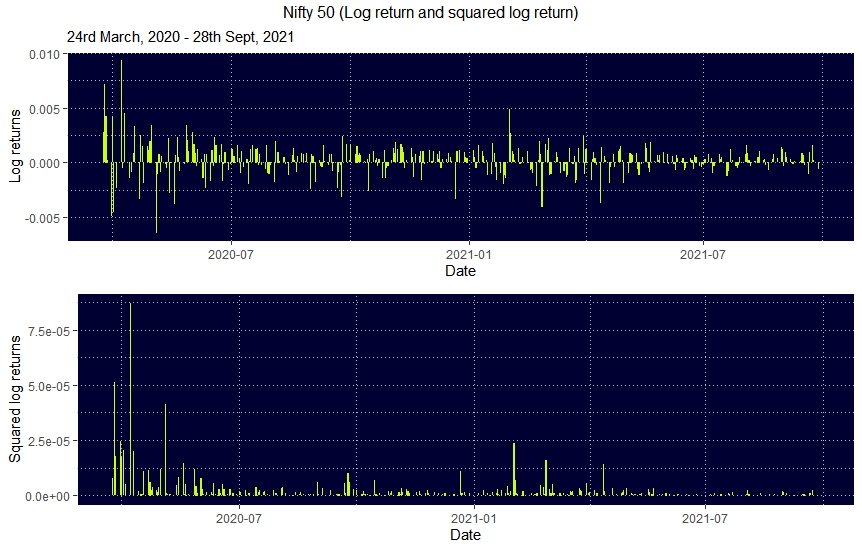 Nifty 50 (Log return and squared log return)
24rd March, 2020 - 28th Sept, 2021
Log returns
0.010
0.005
0.000
-0.005
2020-07 2021-01 2021-07
Date
Squared log returns
7.5e-05
5.0e-05
2.5e-05
0.0e+00
2020-07 2021-01 2021-07
Date